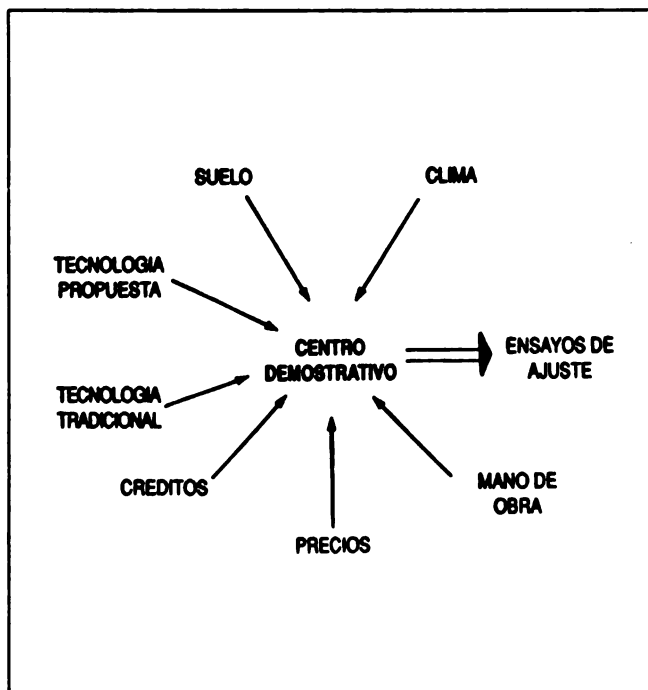 SUELO
CLIMA
TECNOLOGIA
PROPUESTA
CENTRO
DEMOSTRATIVO
ENSAYOS DE
AJUSTE
TECNOLOGIA
TRADICIONAL
CREDITOS
MANO DE
OBRA
PRECIOS